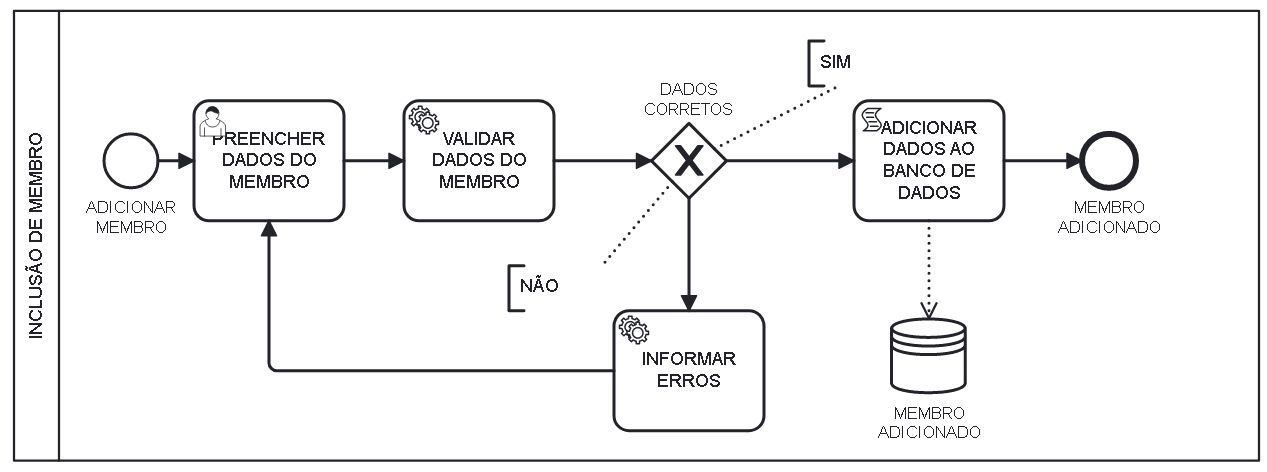 INCLUSÃO DE MEMBRO
ADICIONAR
MEMBRO
PREENCHER
DADOS DO
MEMBRO
VALIDAR
DADOS DO
MEMBRO
DADOS
CORRETOS
SIM
NÃO
INFORMAR
ERROS
ADICIONAR
DADOS AO
BANCO DE
DADOS
MEMBRO
ADICIONADO
MEMBRO
ADICIONADO